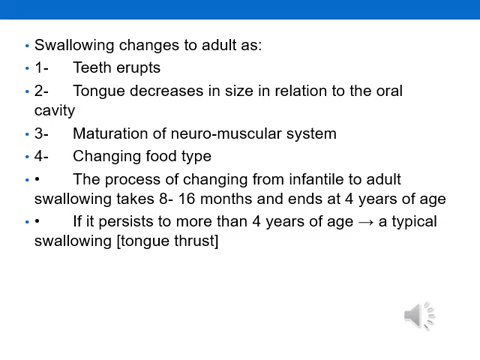 • Swallowing changes to adult as:
• 1- Teeth erupts
• 2- Tongue decreases in size in relation to the oral
cavity
• 3- Maturation of neuro-muscular system
• 4- Changing food type
• • The process of changing from infantile to adult
swallowing takes 8- 16 months and ends at 4 years of age
• • If it persists to more than 4 years of age → a typical
swallowing [tongue thrust]